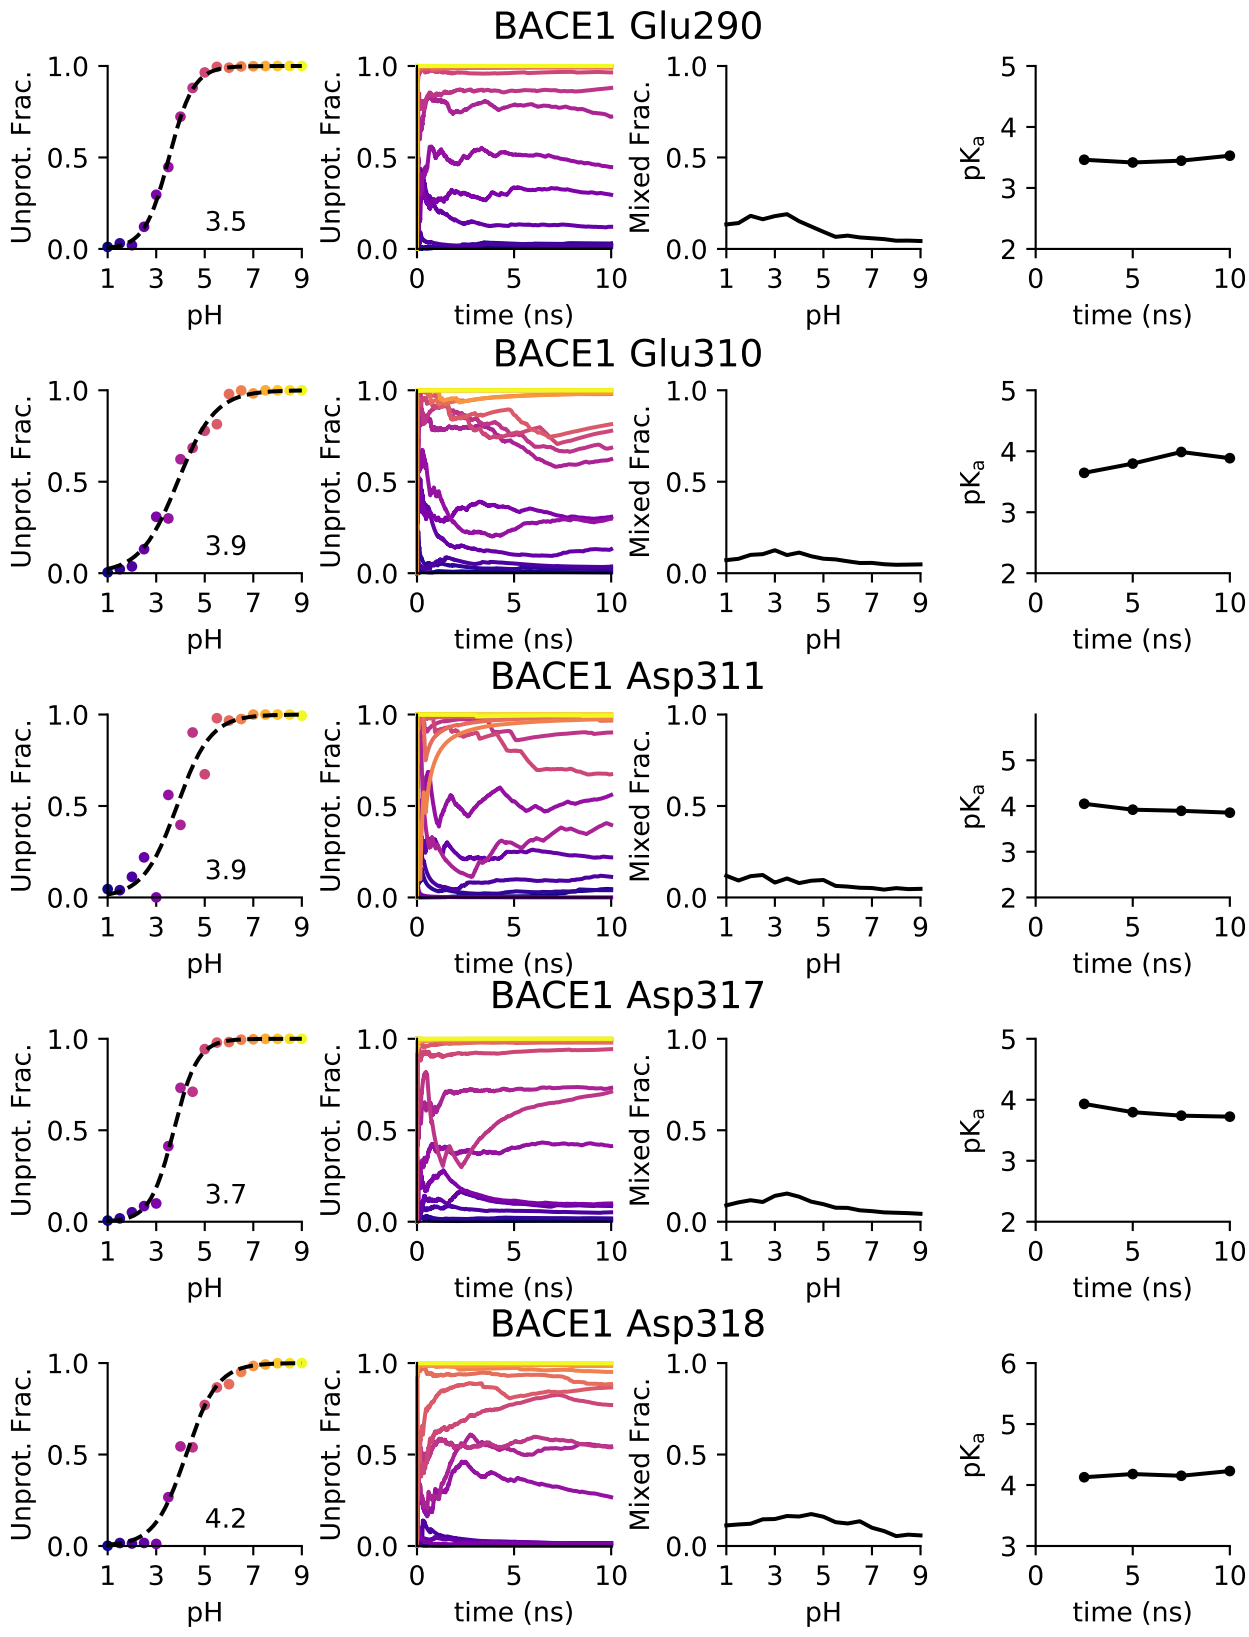 BACE1 Glu290
Unprot. Frac.
1.0
0.5
0.0
3.5
1 3 5 7 9
pH
Unprot. Frac.
1.0
0.5
0.0
0 5 10
time (ns)
Mixed Frac.
1.0
0.5
0.0
1 3 5 7 9
pH
pKa
5
4
3
2
0 5 10
time (ns)
BACE1 Glu310
Unprot. Frac.
1.0
0.5
0.0
3.9
1 3 5 7 9
pH
Unprot. Frac.
1.0
0.5
0.0
0 5 10
time (ns)
Mixed Frac.
1.0
0.5
0.0
1 3 5 7 9
pH
pKa
5
4
3
2
0 5 10
time (ns)
BACE1 Asp311
Unprot. Frac.
1.0
0.5
0.0
3.9
1 3 5 7 9
pH
Unprot. Frac.
1.0
0.5
0.0
0 5 10
time (ns)
Mixed Frac.
1.0
0.5
0.0
1 3 5 7 9
pH
pKa
5
4
3
2
0 5 10
time (ns)
BACE1 Asp317
Unprot. Frac.
1.0
0.5
0.0
3.7
1 3 5 7 9
pH
Unprot. Frac.
1.0
0.5
0.0
0 5 10
time (ns)
Mixed Frac.
1.0
0.5
0.0
1 3 5 7 9
pH
pKa
5
4
3
2
0 5 10
time (ns)
BACE1 Asp318
Unprot. Frac.
1.0
0.5
0.0
4.2
1 3 5 7 9
pH
Unprot. Frac.
1.0
0.5
0.0
0 5 10
time (ns)
Mixed Frac.
1.0
0.5
0.0
1 3 5 7 9
pH
pKa
6
5
4
3
0 5 10
time (ns)